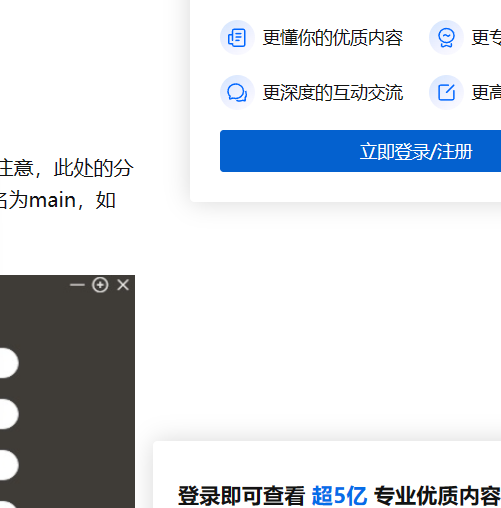 更懂你的优质内容 更专
更深度的互动交流 更高
立即登录/注册
注意，此处的分
名为main，如
登录即可查看 超5亿 专业优质内容